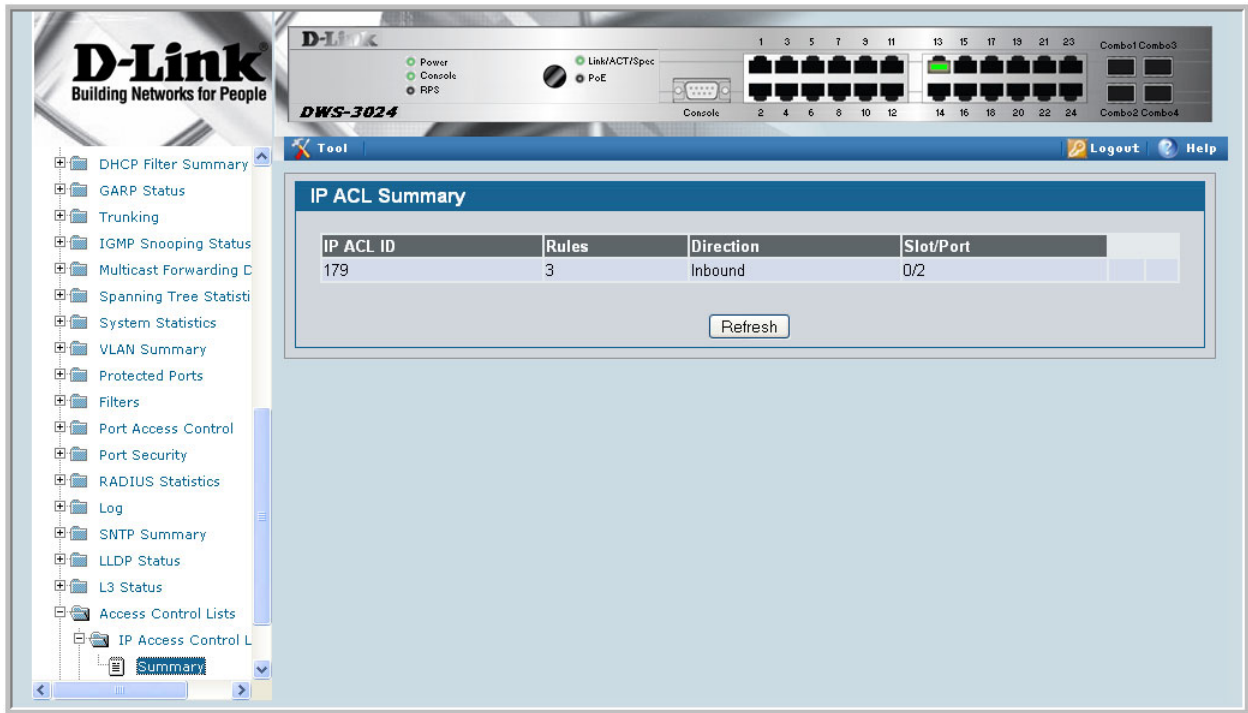 D-Link
Building Networks for People
D-Link
Power
Console
RPS
Link/ACT/Spec
PoE
DWS-3024
Console
1 3 5 7 9 11 13 15 17 19 21 23
2 4 6 8 10 12 14 16 18 20 22 24
Combo1 Combo3
Combo2 Combo4
Tool
Logout
Help
DHCP Filter Summary
GARP Status
Trunking
IGMP Snooping Status
Multicast Forwarding D
Spanning Tree Statisti
System Statistics
VLAN Summary
Protected Ports
Filters
Port Access Control
Port Security
RADIUS Statistics
Log
SNTP Summary
LLDP Status
L3 Status
Access Control Lists
IP Access Control L
Summary
IP ACL Summary
IP ACL ID Rules Direction Slot/Port
179 3 Inbound 0/2
Refresh